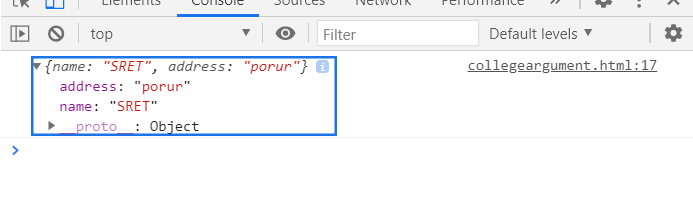 Elements Console Sources Network Performance
top Filter Default levels
{name: "SRET", address: "porur"} i collegeargument.html:17
address: "porur"
name: "SRET"
__proto__: Object